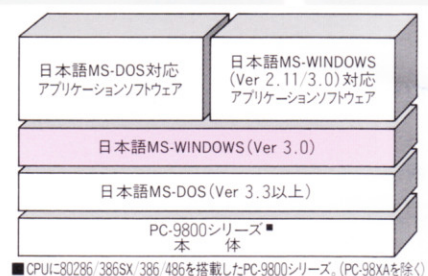 日本語MS-DOS対応
アプリケーションソフトウェア
日本語MS-WINDOWS
(Ver 2.11/3.0)対応
アプリケーションソフトウェア
日本語MS-WINDOWS(Ver 3.0)
日本語MS-DOS(Ver 3.3以上)
PC-9800シリーズ■
本 体
■CPUに80286/386SX/386/486を搭載したPC-9800シリーズ。(PC-98XAを除く)